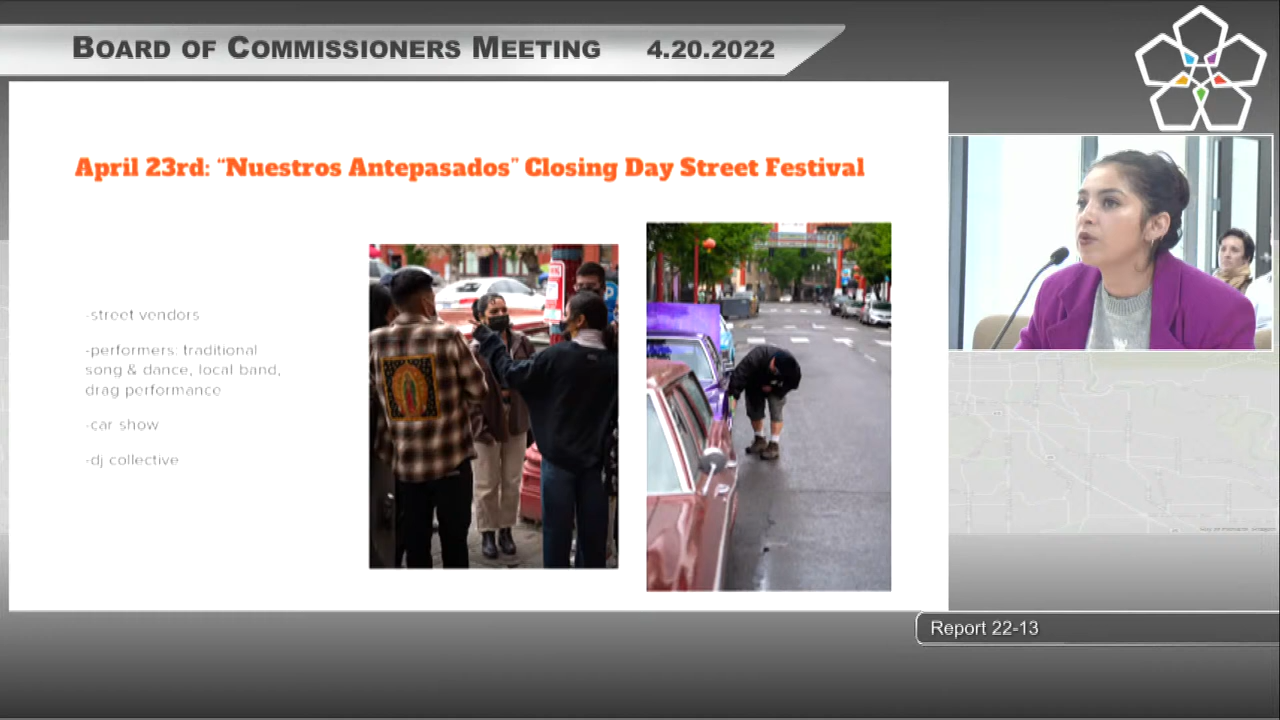 BOARD OF COMMISSIONERS MEETING 4.20.2022
April 23rd: “Nuestros Antepasados” Closing Day Street Festival
-street vendors
-performers: traditional
song & dance, local band,
drag performance
-car show
-dj collective
Report 22-13